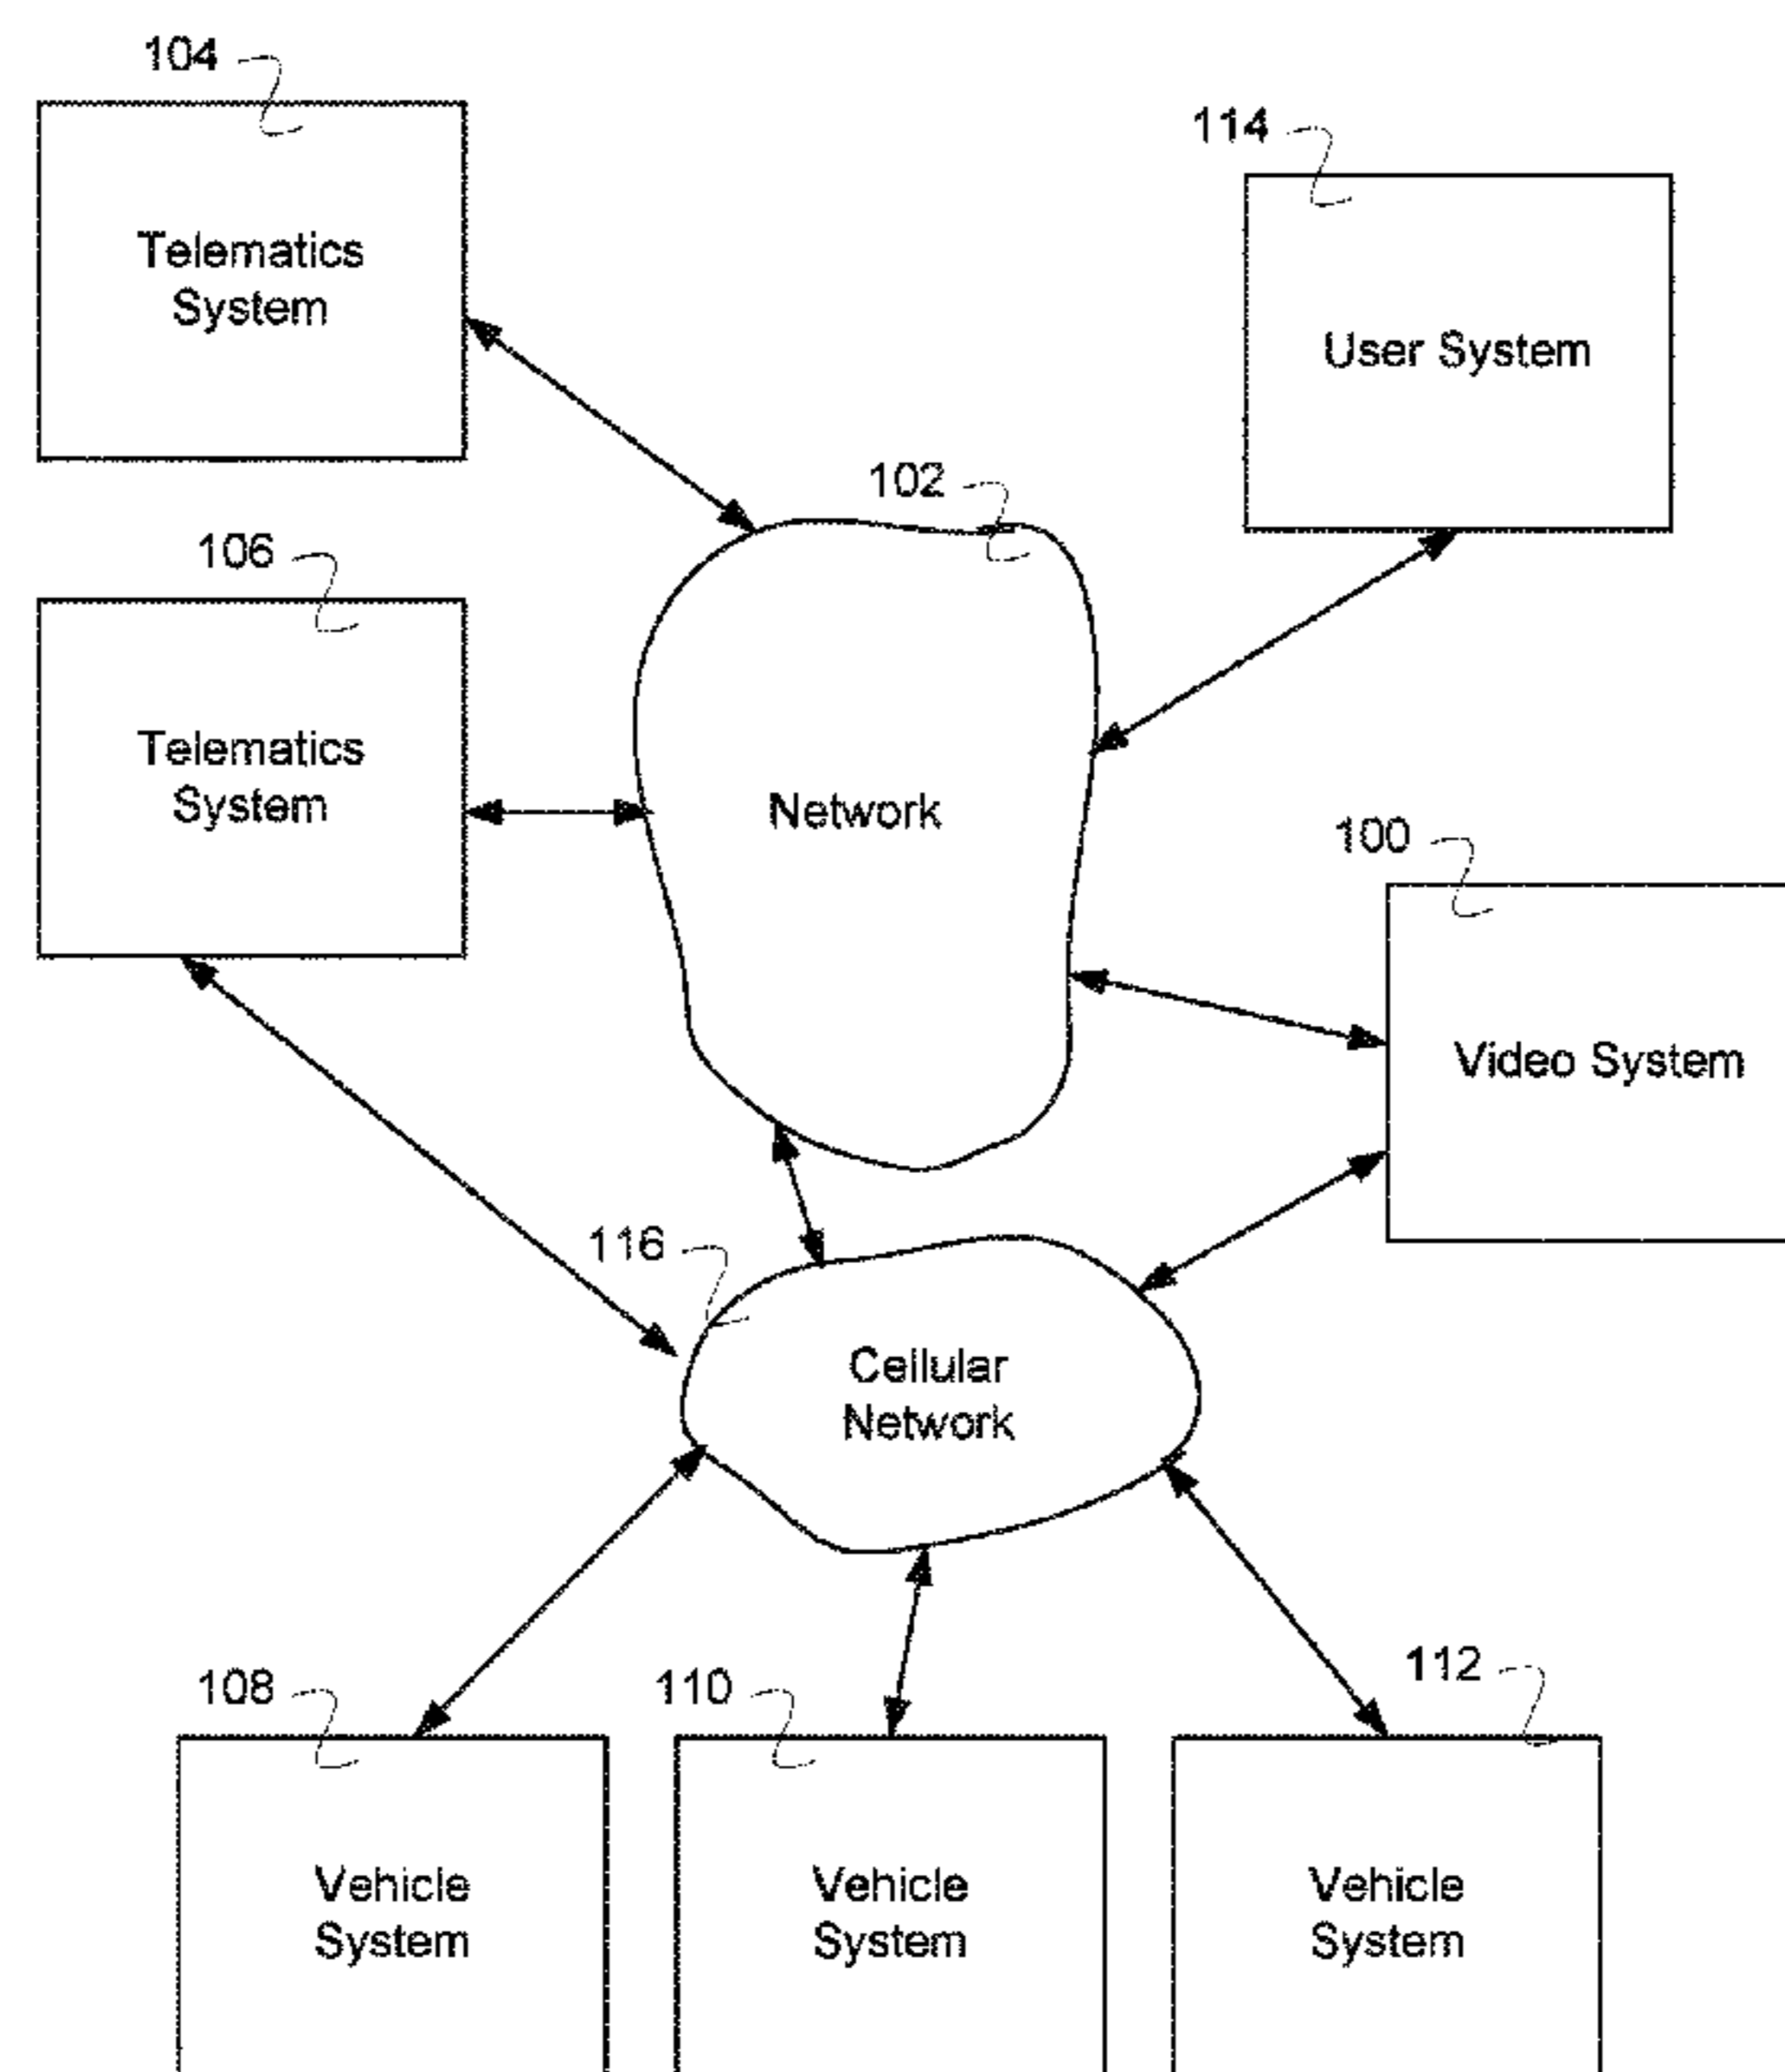 104
114
Telematics
System
User System
102
106
Telematics
System
Network
100
Video System
116
Cellular
Network
108
110
112
Vehicle
System
Vehicle
System
Vehicle
System